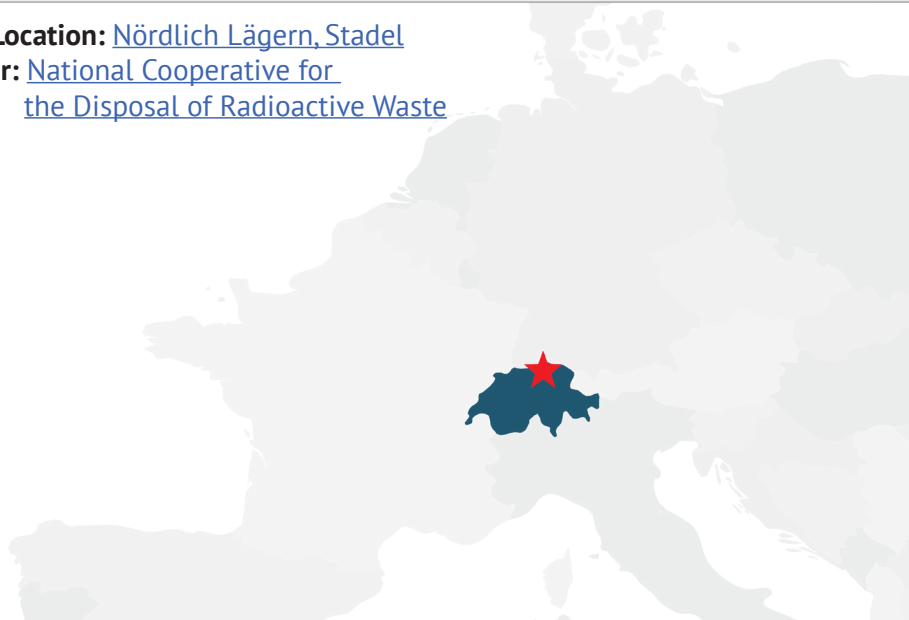 Location: Nördlich Lägern, Stadel
r: National Cooperative for
the Disposal of Radioactive Waste